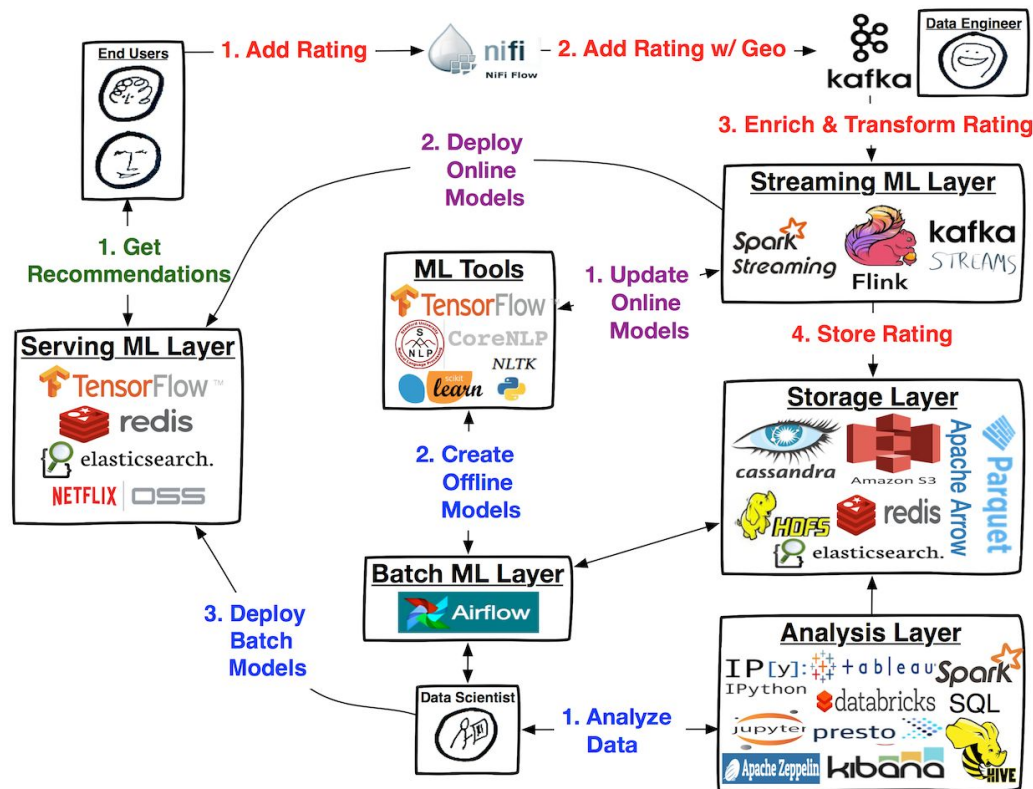 End Users
1. Add Rating
nifi
NiFi Flow
2. Add Rating w/ Geo
kafka
Data Engineer
3. Enrich & Transform Rating
2. Deploy
Online
Models
Streaming ML Layer
Spark
Streaming
Flink
kafka
STREAMS
1. Get
Recommendations
ML Tools
TensorFlow
S
NLP
CoreNLP
NLTK
scikit
learn
1. Update
Online
Models
4. Store Rating
Serving ML Layer
TensorFlow™
redis
elasticsearch.
NETFLIX OSS
Storage Layer
cassandra
Amazon S3
Apache Arrow
Parquet
HDFS
redis
elasticsearch.
2. Create
Offline
Models
Batch ML Layer
Airflow
3. Deploy
Batch
Models
Data Scientist
1. Analyze
Data
Analysis Layer
IP[y]:
IPython
tableau
Spark
databricks
SQL
jupyter
presto
Apache Zeppelin
kibana
HIVE